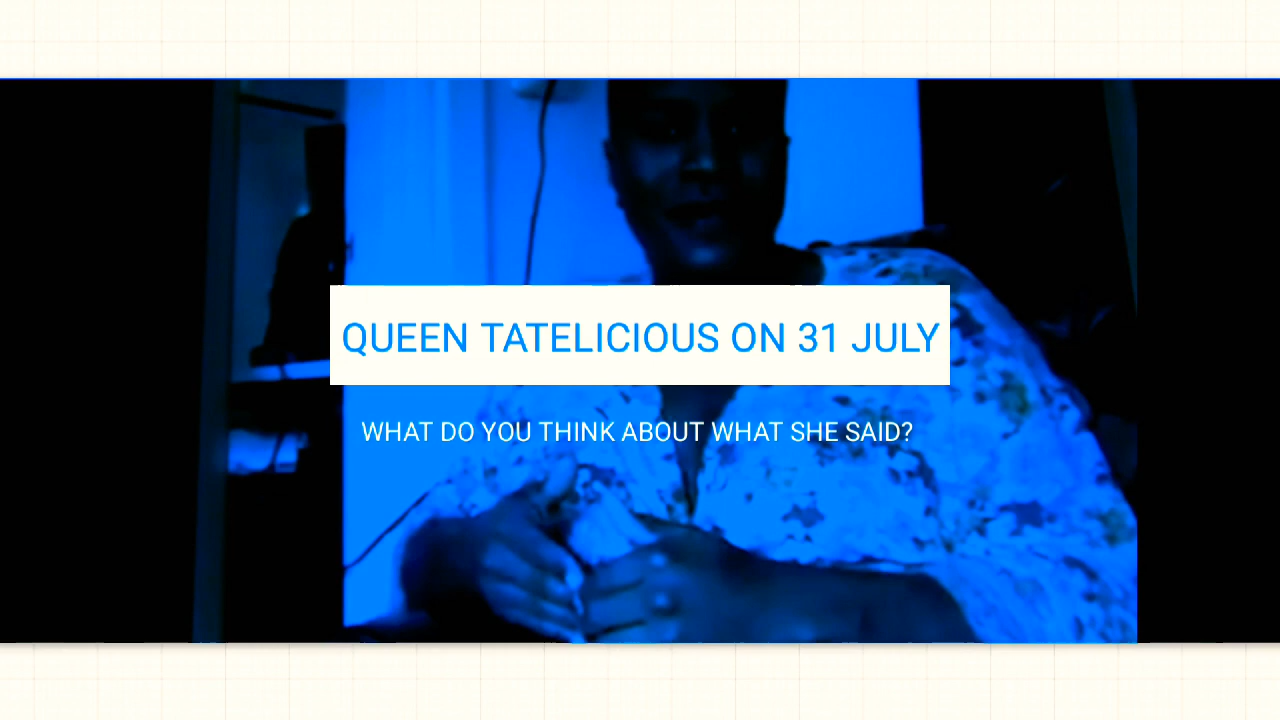 QUEEN TATELICIOUS ON 31 JULY
WHAT DO YOU THINK ABOUT WHAT SHE SAID?